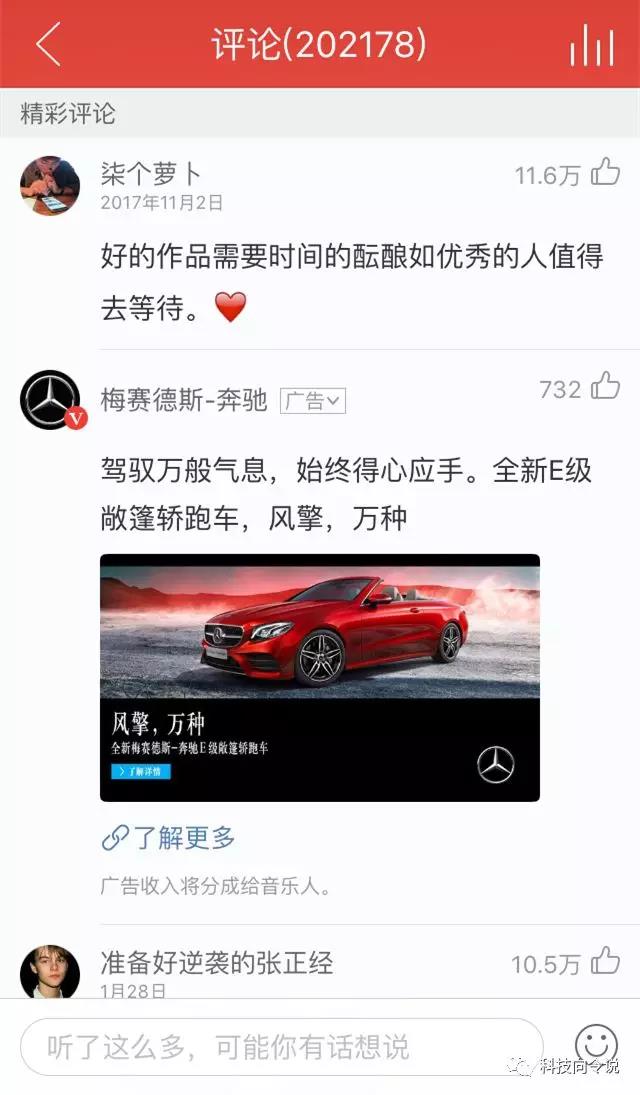 评论(202178)
精彩评论
柒个萝卜
11.6万
2017年11月2日
好的作品需要时间的酝酿如优秀的人值得
去等待。❤️
梅赛德斯-奔驰 广告
732
V
驾驭万般气息，始终得心应手。全新E级
敞篷轿跑车，风擎，万种
风擎，万种
全新梅赛德斯-奔驰E级敞篷轿跑车
>了解详情
了解更多
广告收入将分成给音乐人。
准备好逆袭的张正经
10.5万
1月28日
听了这么多，可能你有话想说
科技向令说